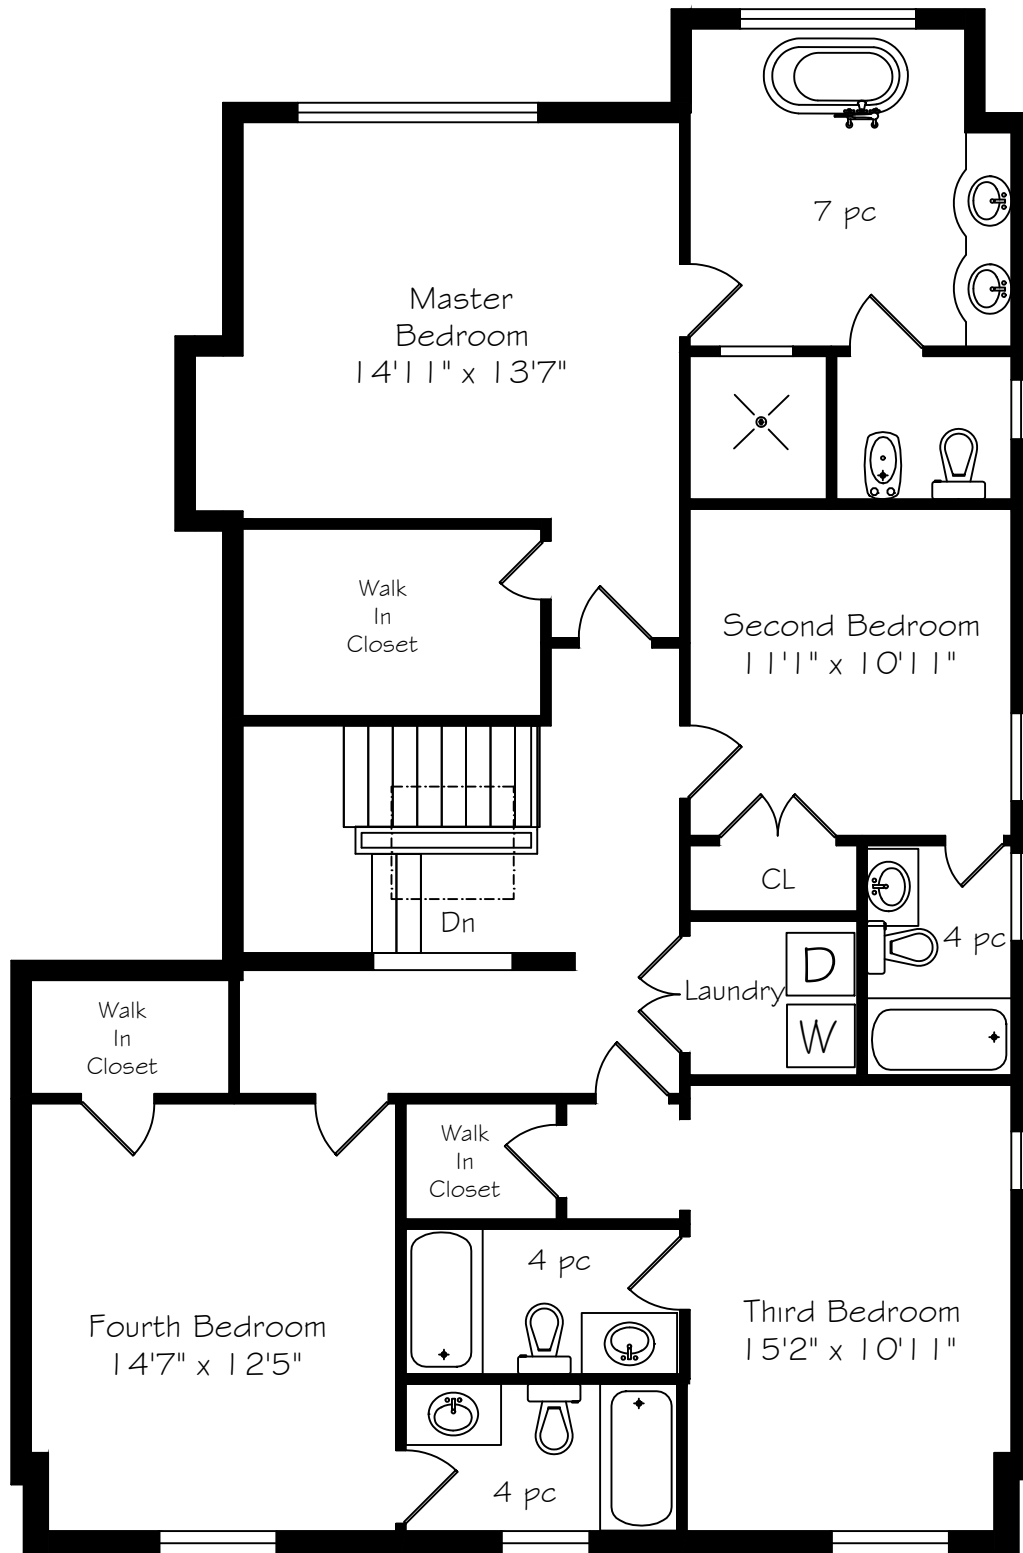 7 pc
Master
Bedroom
14'11" x 13'7"
Walk
In
Closet
Second Bedroom
11'1" x 10'11"
CL
Dn
4 pc
D
Laundry
W
Walk
In
Closet
Walk
In
Closet
4 pc
Fourth Bedroom
14'7" x 12'5"
Third Bedroom
15'2" x 10'11"
4 pc